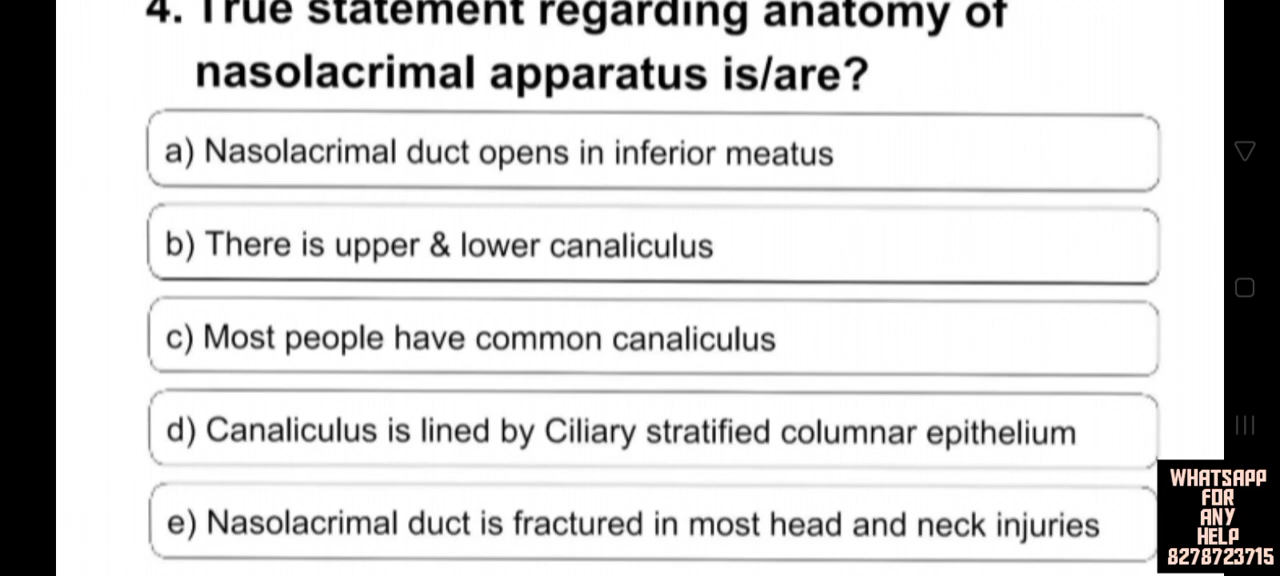 4. True statement regarding anatomy of
nasolacrimal apparatus is/are?
a) Nasolacrimal duct opens in inferior meatus
b) There is upper & lower canaliculus
c) Most people have common canaliculus
d) Canaliculus is lined by Ciliary stratified columnar epithelium
e) Nasolacrimal duct is fractured in most head and neck injuries
WHATSAPP
FOR
ANY
HELP
8278723715